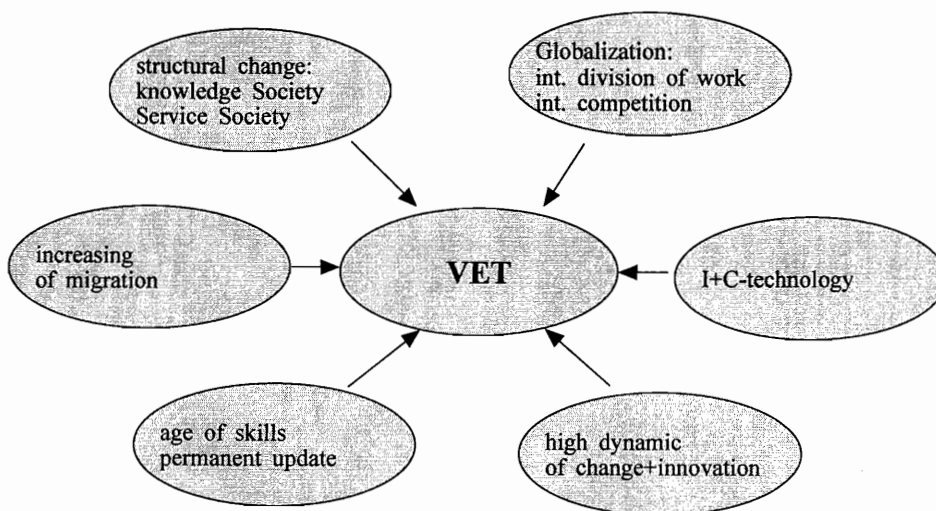 structural change:
knowledge Society
Service Society
Globalization:
int. division of work
int. competition
increasing
of migration
VET
I+C-technology
age of skills
permanent update
high dynamic
of change+innovation